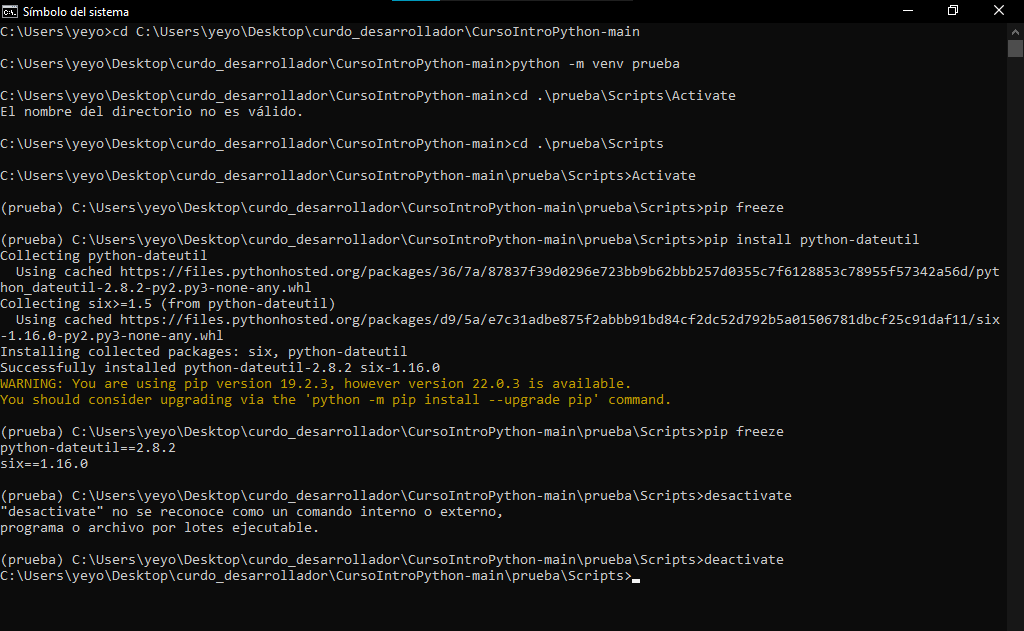 Símbolo del sistema
C:\Users\yeyo>cd C:\Users\yeyo\Desktop\curdo_desarrollador\CursoIntroPython-main
C:\Users\yeyo\Desktop\curdo_desarrollador\CursoIntroPython-main>python -m venv prueba
C:\Users\yeyo\Desktop\curdo_desarrollador\CursoIntroPython-main>cd .\prueba\Scripts\Activate
El nombre del directorio no es válido.
C:\Users\yeyo\Desktop\curdo_desarrollador\CursoIntroPython-main>cd .\prueba\Scripts
C:\Users\yeyo\Desktop\curdo_desarrollador\CursoIntroPython-main\prueba\Scripts>Activate
(prueba) C:\Users\yeyo\Desktop\curdo_desarrollador\CursoIntroPython-main\prueba\Scripts>pip freeze
(prueba) C:\Users\yeyo\Desktop\curdo_desarrollador\CursoIntroPython-main\prueba\Scripts>pip install python-dateutil
Collecting python-dateutil
  Using cached https://files.pythonhosted.org/packages/36/7a/87837f39d0296e723bb9b62bbb257d0355c7f6128853c78955f57342a56d/pyt
hon_dateutil-2.8.2-py2.py3-none-any.whl
Collecting six>=1.5 (from python-dateutil)
  Using cached https://files.pythonhosted.org/packages/d9/5a/e7c31adbe875f2abbb91bd84cf2dc52d792b5a01506781dbcf25c91daf11/six
-1.16.0-py2.py3-none-any.whl
Installing collected packages: six, python-dateutil
Successfully installed python-dateutil-2.8.2 six-1.16.0
WARNING: You are using pip version 19.2.3, however version 22.0.3 is available.
You should consider upgrading via the 'python -m pip install --upgrade pip' command.
(prueba) C:\Users\yeyo\Desktop\curdo_desarrollador\CursoIntroPython-main\prueba\Scripts>pip freeze
python-dateutil==2.8.2
six==1.16.0
(prueba) C:\Users\yeyo\Desktop\curdo_desarrollador\CursoIntroPython-main\prueba\Scripts>desactivate
"desactivate" no se reconoce como un comando interno o externo,
programa o archivo por lotes ejecutable.
(prueba) C:\Users\yeyo\Desktop\curdo_desarrollador\CursoIntroPython-main\prueba\Scripts>deactivate
C:\Users\yeyo\Desktop\curdo_desarrollador\CursoIntroPython-main\prueba\Scripts>